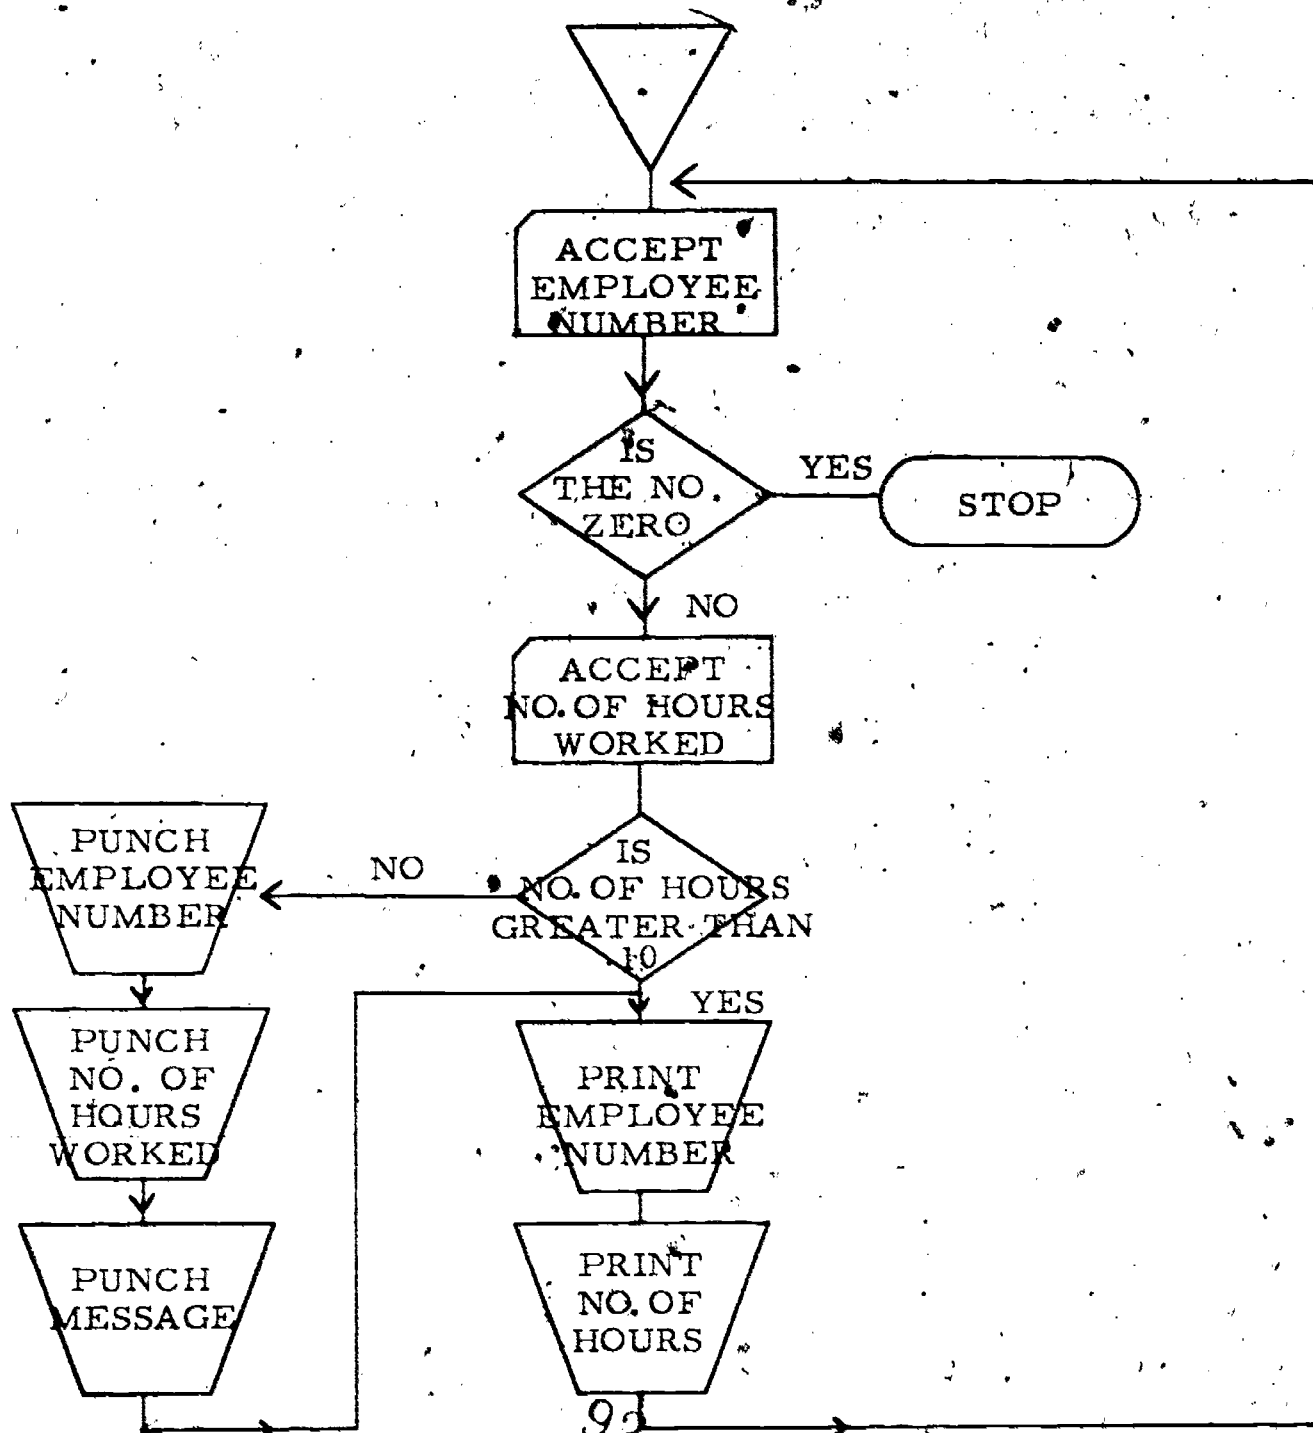 ACCEPT
EMPLOYEE
NUMBER
IS
THE NO.
ZERO
YES
STOP
NO
ACCEPT
NO. OF HOURS
WORKED
IS
NO. OF HOURS
GREATER THAN
10
NO
PUNCH
EMPLOYEE
NUMBER
PUNCH
NO. OF
HOURS
WORKED
PUNCH
MESSAGE
YES
PRINT
EMPLOYEE
NUMBER
PRINT
NO. OF
HOURS